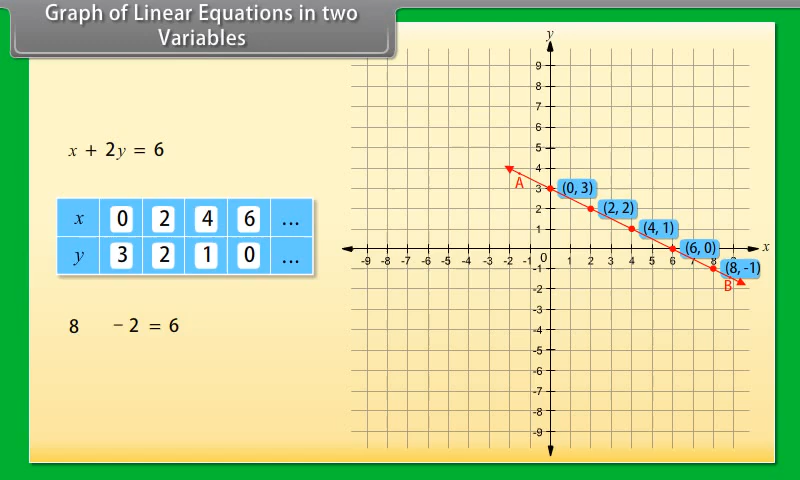 Graph of Linear Equations in two
Variables
x + 2y = 6
x 0 2 4 6 ...
y 3 2 1 0 ...
8 - 2 = 6
y
9
8
7
6
5
4
3
2
1
A
(0, 3)
(2, 2)
(4, 1)
(6, 0)
x
-9 -8 -7 -6 -5 -4 -3 -2 -1 0 1 2 3 4 5 6 7 8
(8, -1)
B
-1
-2
-3
-4
-5
-6
-7
-8
-9